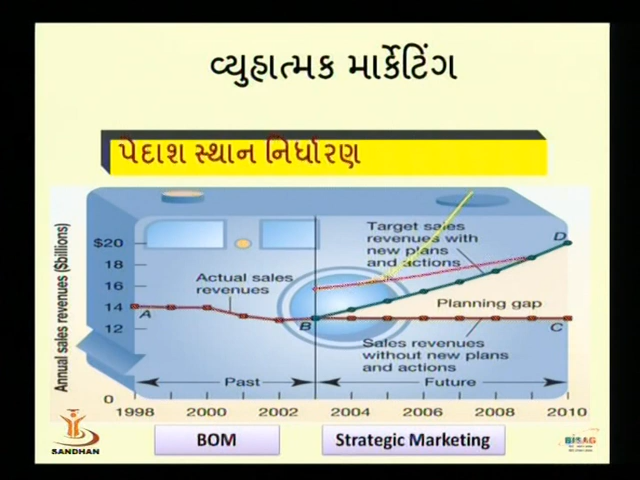 વ્યુહાત્મક માર્કેટિંગ
પેદાશ સ્થાન નિર્ધારણ
Annual sales revenues ($billions)
$20
18
16
14
12
0
Actual sales
revenues
Target sales
revenues with
new plans
and actions
A
B
C
D
Planning gap
Sales revenues
without new plans
and actions
Past
Future
1998
2000
2002
2004
2006
2008
2010
BOM
Strategic Marketing
SANDHAN
BISAG